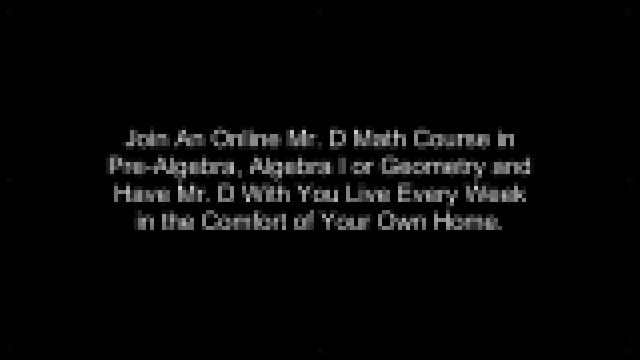 Join An Online Mr. D Math Course in
Pre-Algebra, Algebra I or Geometry and
Have Mr. D With You Live Every Week
in the Comfort of Your Own Home.